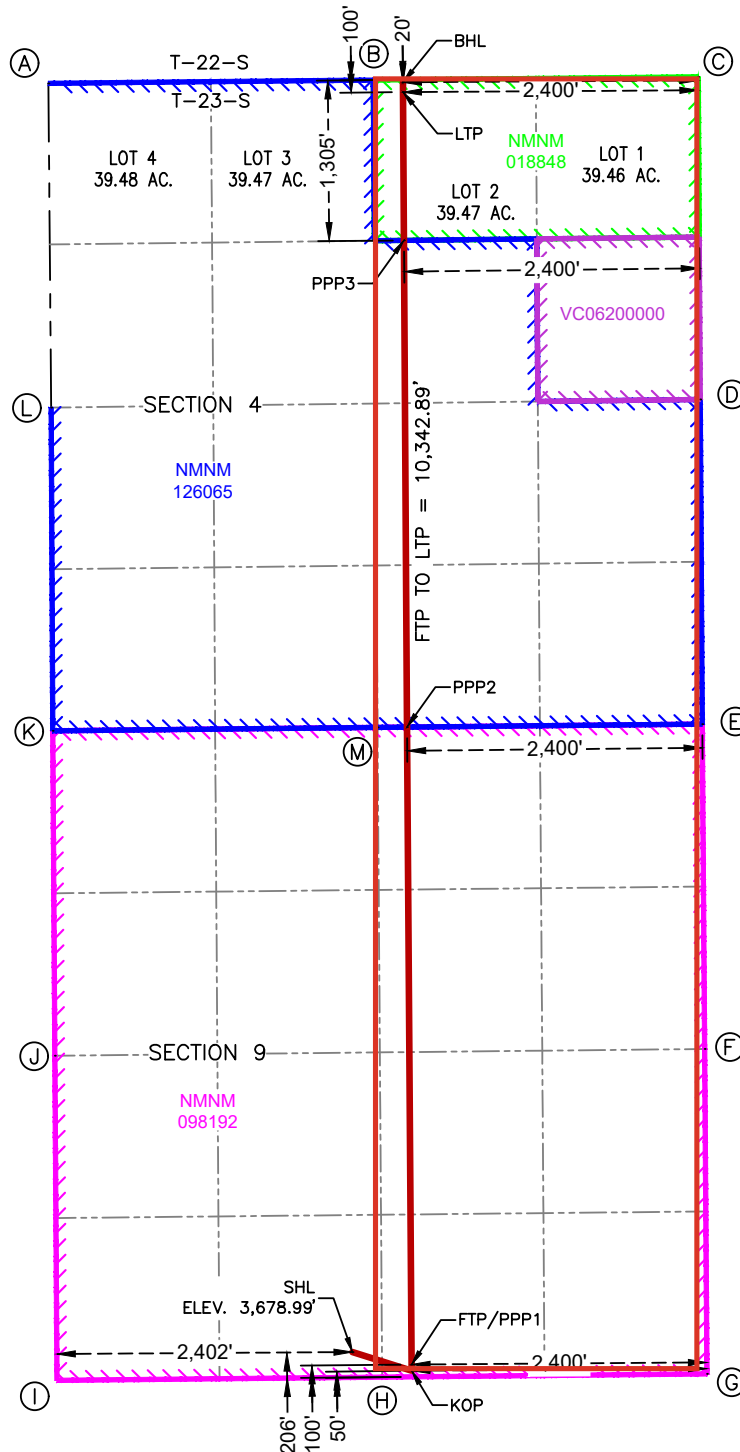 100'
20'
A
B
C
T-22-S
T-23-S
BHL
2,400'
LTP
1,305'
NMNM
018848
LOT 4
39.48 AC.
LOT 3
39.47 AC.
LOT 2
39.47 AC.
LOT 1
39.46 AC.
PPP3
2,400'
VC06200000
L
SECTION 4
D
NMNM
126065
FTP TO LTP = 10,342.89'
PPP2
K
E
M
2,400'
J
SECTION 9
F
NMNM
098192
SHL
ELEV. 3,678.99'
FTP/PPP1
2,402'
2,400'
I
H
KOP
G
206'
100'
50'